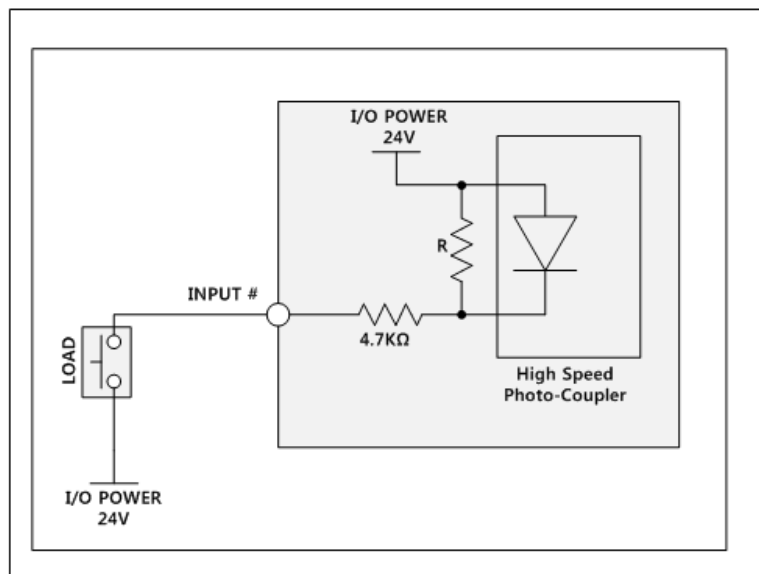 I/O POWER
24V
R
INPUT #
4.7KΩ
LOAD
High Speed
Photo-Coupler
I/O POWER
24V